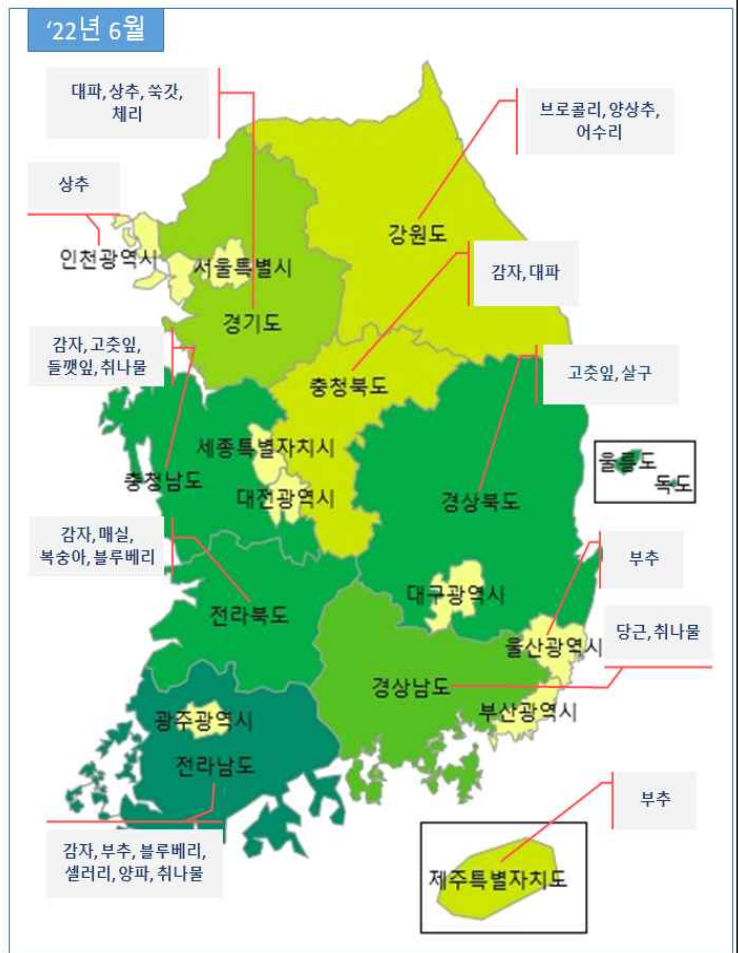 ‘22년 6월
대파, 상추, 쑥갓,
체리
브로콜리, 양상추,
어수리
상추
인천광역시
서울특별시
강원도
감자, 대파
경기도
감자, 고춧잎,
들깻잎, 취나물
고춧잎, 살구
충청북도
세종특별자치시
울릉도
독도
충청남도
대전광역시
경상북도
감자, 매실,
복숭아, 블루베리
부추
대구광역시
전라북도
당근, 취나물
울산광역시
경상남도
부산광역시
광주광역시
전라남도
부추
감자, 부추, 블루베리,
셀러리, 양파, 취나물
제주특별자치도